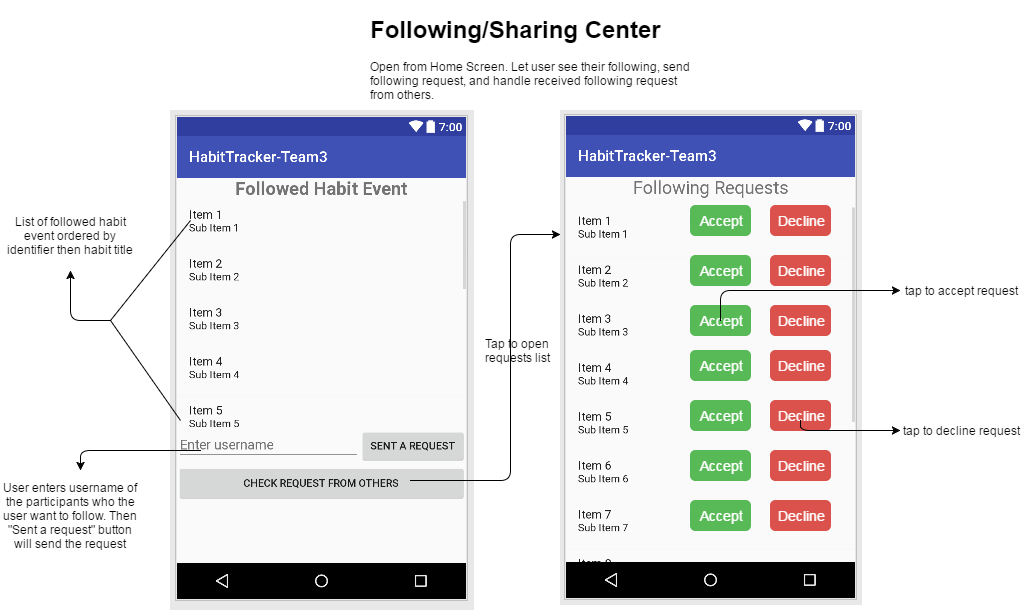 Following/Sharing Center
Open from Home Screen. Let user see their following, send
following request, and handle received following request
from others.
7:00
HabitTracker-Team3
Followed Habit Event
Item 1
Sub Item 1
Item 2
Sub Item 2
Item 3
Sub Item 3
Item 4
Sub Item 4
Item 5
Sub Item 5
Enter username
SENT A REQUEST
CHECK REQUEST FROM OTHERS
List of followed habit
event ordered by
identifier then habit title
User enters username of
the participants who the
user want to follow. Then
"Sent a request" button
will send the request
Tap to open
requests list
7:00
HabitTracker-Team3
Following Requests
Item 1
Sub Item 1
Accept
Decline
Item 2
Sub Item 2
Accept
Decline
Item 3
Sub Item 3
Accept
Decline
Item 4
Sub Item 4
Accept
Decline
Item 5
Sub Item 5
Accept
Decline
Item 6
Sub Item 6
Accept
Decline
Item 7
Sub Item 7
Accept
Decline
tap to accept request
tap to decline request